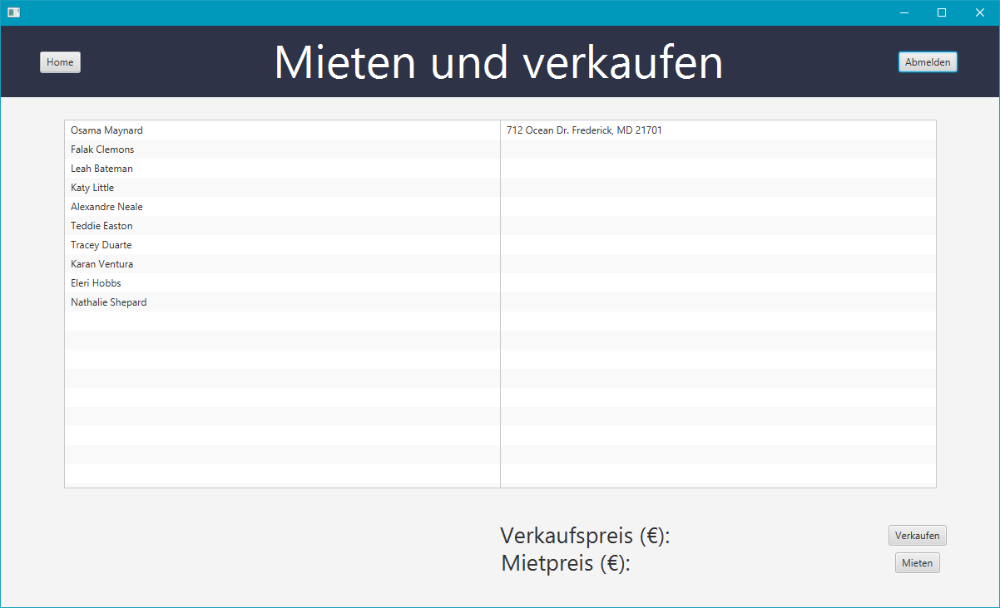 Home
Mieten und verkaufen
Abmelden
Osama Maynard
712 Ocean Dr. Frederick, MD 21701
Falak Clemons
Leah Bateman
Katy Little
Alexandre Neale
Teddie Easton
Tracey Duarte
Karan Ventura
Eleri Hobbs
Nathalie Shepard
Verkaufspreis (€):
Verkaufen
Mietpreis (€):
Mieten